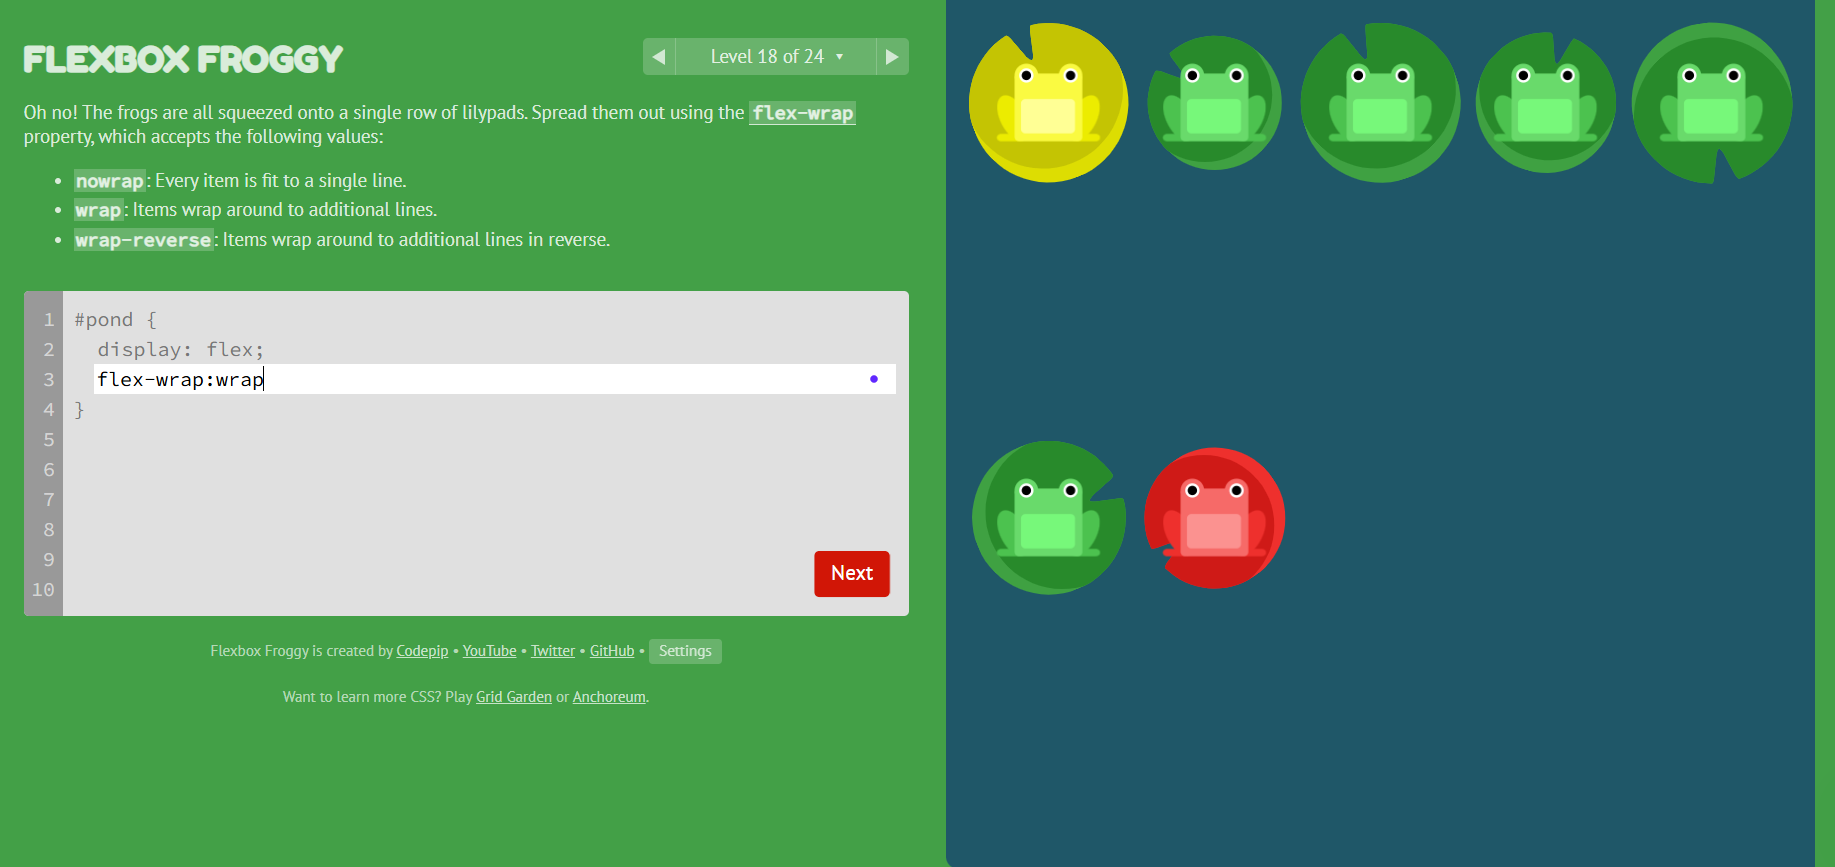 FLEXBOX FROGGY
Level 18 of 24
Oh no! The frogs are all squeezed onto a single row of lilypads. Spread them out using the flex-wrap
property, which accepts the following values:
• nowrap: Every item is fit to a single line.
• wrap: Items wrap around to additional lines.
• wrap-reverse: Items wrap around to additional lines in reverse.
1 #pond {
2 display: flex;
3 flex-wrap:wrap
4 }
5
6
7
8
9
10
Next
Flexbox Froggy is created by Codepip • YouTube • Twitter • GitHub • Settings
Want to learn more CSS? Play Grid Garden or Anchoreum.